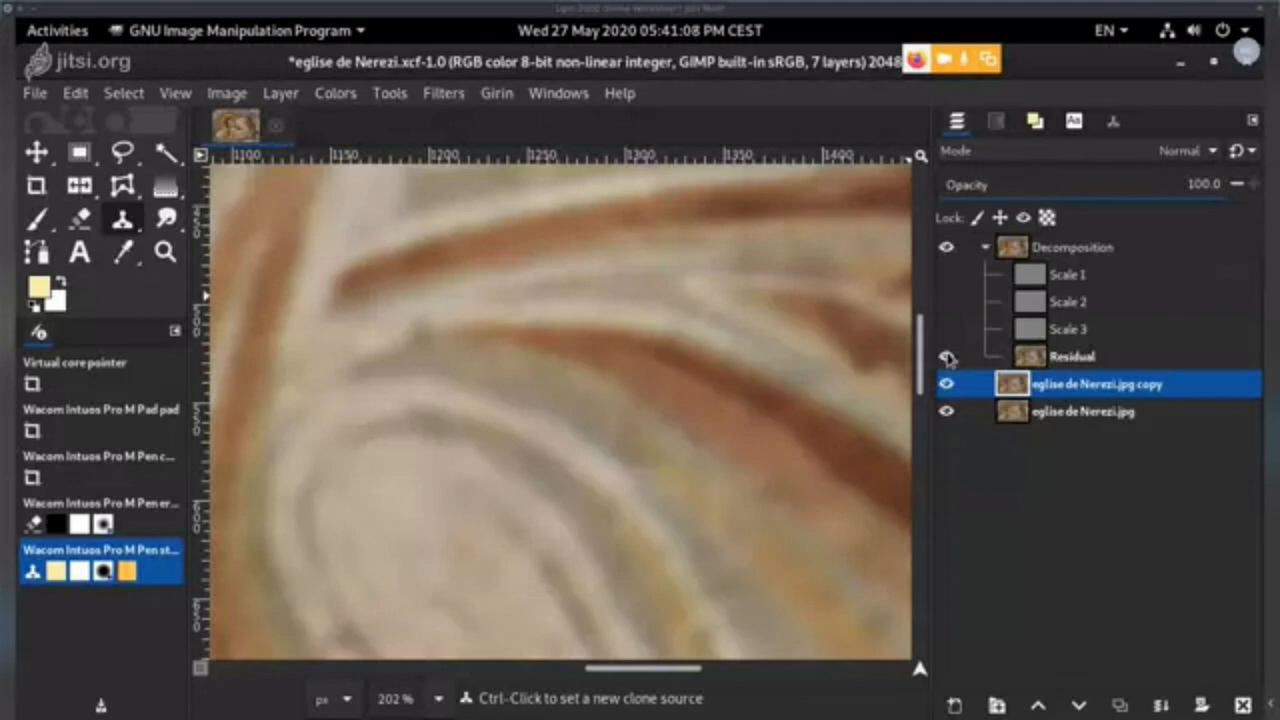 Activities GNU Image Manipulation Program Wed 27 May 2020 05:41:08 PM CEST EN
jitsi.org *eglise de Nerezi.xcf-1.0 (RGB color 8-bit non-linear integer, GIMP built-in sRGB, 7 layers) 2048
File Edit Select View Image Layer Colors Tools Filters Girin Windows Help
Aa
1100 1150 1200 1250 1300 1350 1400
Mode Normal
Opacity 100.0
Lock:
Decomposition
Scale 1
Scale 2
Scale 3
Residual
eglise de Nerezi.jpg copy
eglise de Nerezi.jpg
A
Virtual core pointer
Wacom Intuos Pro M Pad pad
Wacom Intuos Pro M Pen c...
Wacom Intuos Pro M Pen er...
Wacom Intuos Pro M Pen st...
px 202 % Ctrl-Click to set a new clone source